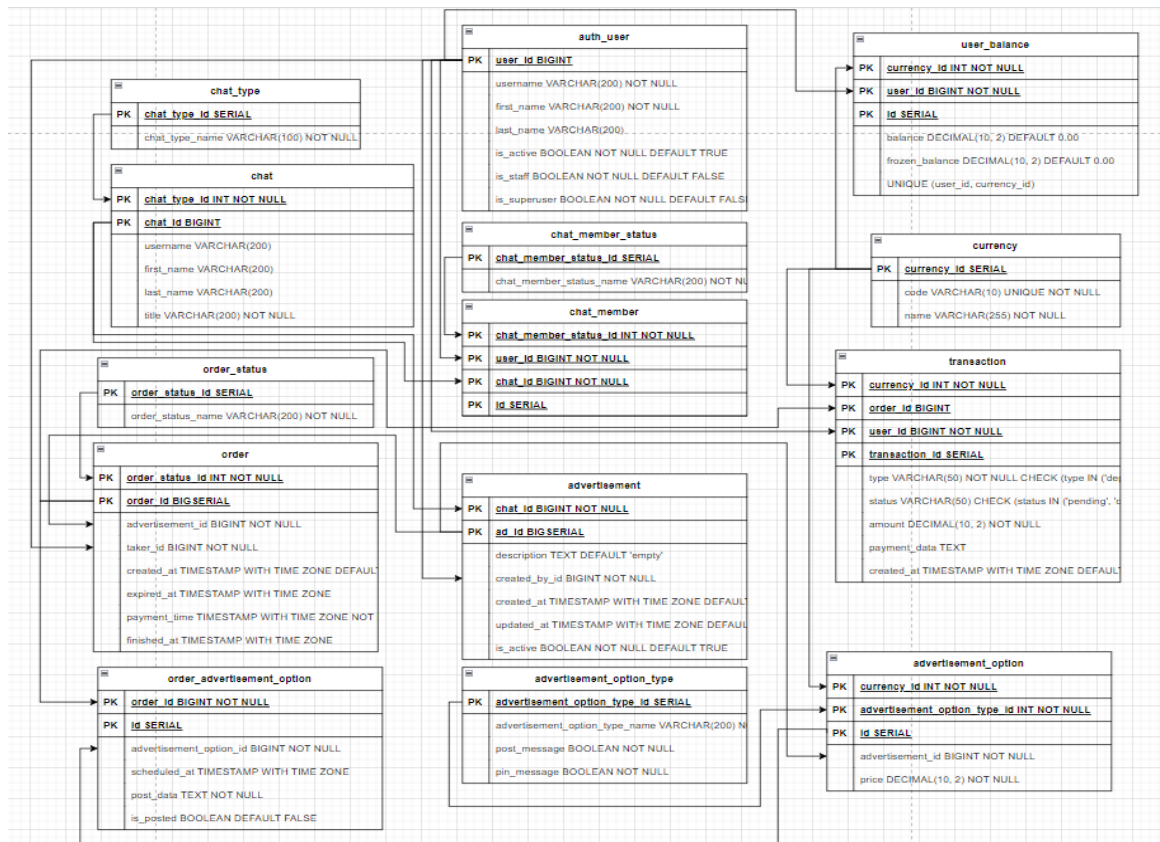 auth_user
PK user_id BIGINT
username VARCHAR(200) NOT NULL
first_name VARCHAR(200) NOT NULL
last_name VARCHAR(200)
is_active BOOLEAN NOT NULL DEFAULT TRUE
is_staff BOOLEAN NOT NULL DEFAULT FALSE
is_superuser BOOLEAN NOT NULL DEFAULT FALS
user_balance
PK currency_id INT NOT NULL
PK user_id BIGINT NOT NULL
PK id SERIAL
balance DECIMAL(10, 2) DEFAULT 0.00
frozen_balance DECIMAL(10, 2) DEFAULT 0.00
UNIQUE (user_id, currency_id)
chat_type
PK chat_type_id SERIAL
chat_type_name VARCHAR(100) NOT NULL
chat
PK chat_type_id INT NOT NULL
PK chat_id BIGINT
username VARCHAR(200)
first_name VARCHAR(200)
last_name VARCHAR(200)
title VARCHAR(200) NOT NULL
chat_member_status
PK chat_member_status_id SERIAL
chat_member_status_name VARCHAR(200) NOT NU
currency
PK currency_id SERIAL
code VARCHAR(10) UNIQUE NOT NULL
name VARCHAR(255) NOT NULL
chat_member
PK chat_member_status_id INT NOT NULL
PK user_id BIGINT NOT NULL
PK chat_id BIGINT NOT NULL
PK id SERIAL
order_status
PK order_status_id SERIAL
order_status_name VARCHAR(200) NOT NULL
transaction
PK currency_id INT NOT NULL
PK order_id BIGINT
PK user_id BIGINT NOT NULL
PK transaction_id SERIAL
type VARCHAR(50) NOT NULL CHECK (type IN ('de
status VARCHAR(50) CHECK (status IN ('pending',
amount DECIMAL(10, 2) NOT NULL
payment_data TEXT
created_at TIMESTAMP WITH TIME ZONE DEFAULT
order
PK order_status_id INT NOT NULL
PK order_id BIGSERIAL
advertisement_id BIGINT NOT NULL
taker_id BIGINT NOT NULL
created_at TIMESTAMP WITH TIME ZONE DEFAULT
expired_at TIMESTAMP WITH TIME ZONE
payment_time TIMESTAMP WITH TIME ZONE NOT
finished_at TIMESTAMP WITH TIME ZONE
advertisement
PK chat_id BIGINT NOT NULL
PK ad_id BIGSERIAL
description TEXT DEFAULT 'empty'
created_by_id BIGINT NOT NULL
created_at TIMESTAMP WITH TIME ZONE DEFAULT
updated_at TIMESTAMP WITH TIME ZONE DEFAUL
is_active BOOLEAN NOT NULL DEFAULT TRUE
order_advertisement_option
PK order_id BIGINT NOT NULL
PK id SERIAL
advertisement_option_id BIGINT NOT NULL
scheduled_at TIMESTAMP WITH TIME ZONE
post_data TEXT NOT NULL
is_posted BOOLEAN DEFAULT FALSE
advertisement_option_type
PK advertisement_option_type_id SERIAL
advertisement_option_type_name VARCHAR(200)
post_message BOOLEAN NOT NULL
pin_message BOOLEAN NOT NULL
advertisement_option
PK currency_id INT NOT NULL
PK advertisement_option_type_id INT NOT NULL
PK id SERIAL
advertisement_id BIGINT NOT NULL
price DECIMAL(10, 2) NOT NULL